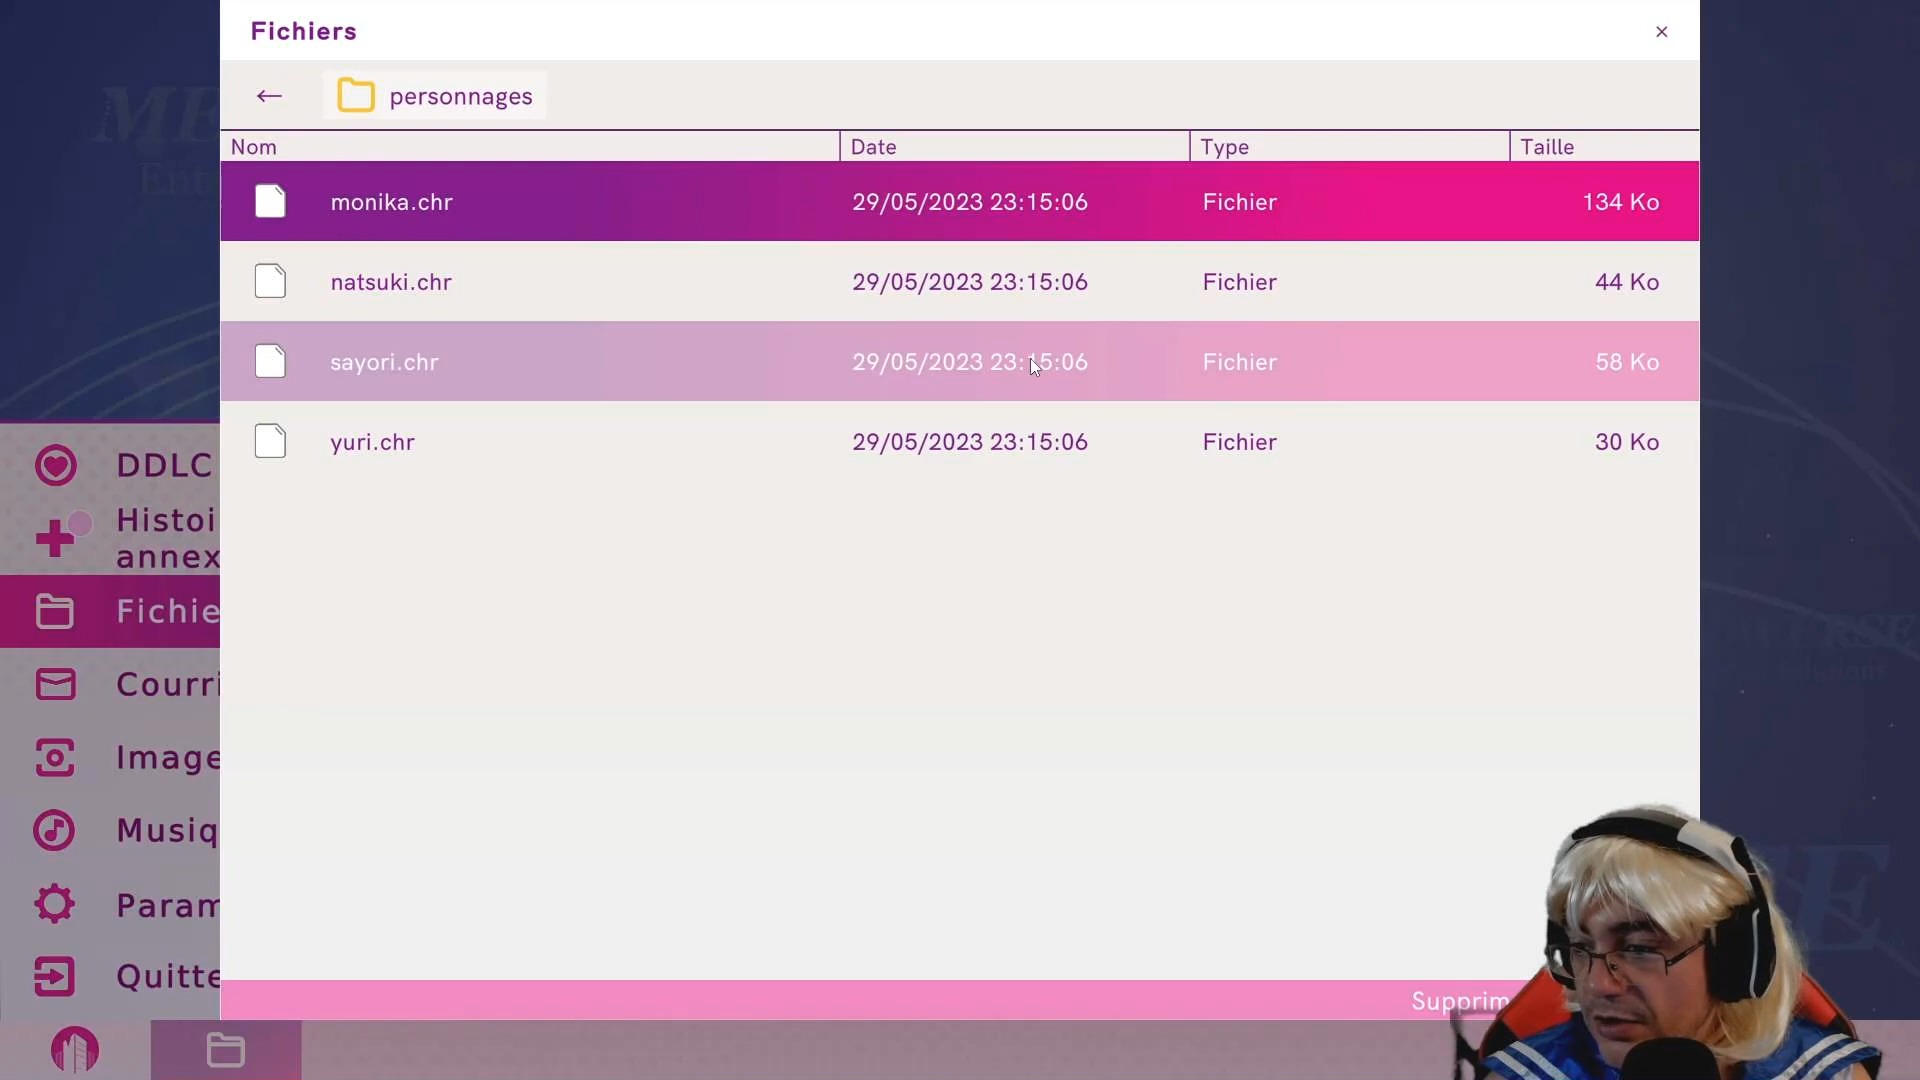 Fichiers
×
← personnages
Nom Date Type Taille
monika.chr 29/05/2023 23:15:06 Fichier 134 Ko
natsuki.chr 29/05/2023 23:15:06 Fichier 44 Ko
sayori.chr 29/05/2023 23:15:06 Fichier 58 Ko
yuri.chr 29/05/2023 23:15:06 Fichier 30 Ko
DDLC
Histoi
annex
Fichie
Courri
Image
Musiq
Param
Quitte
Supprim